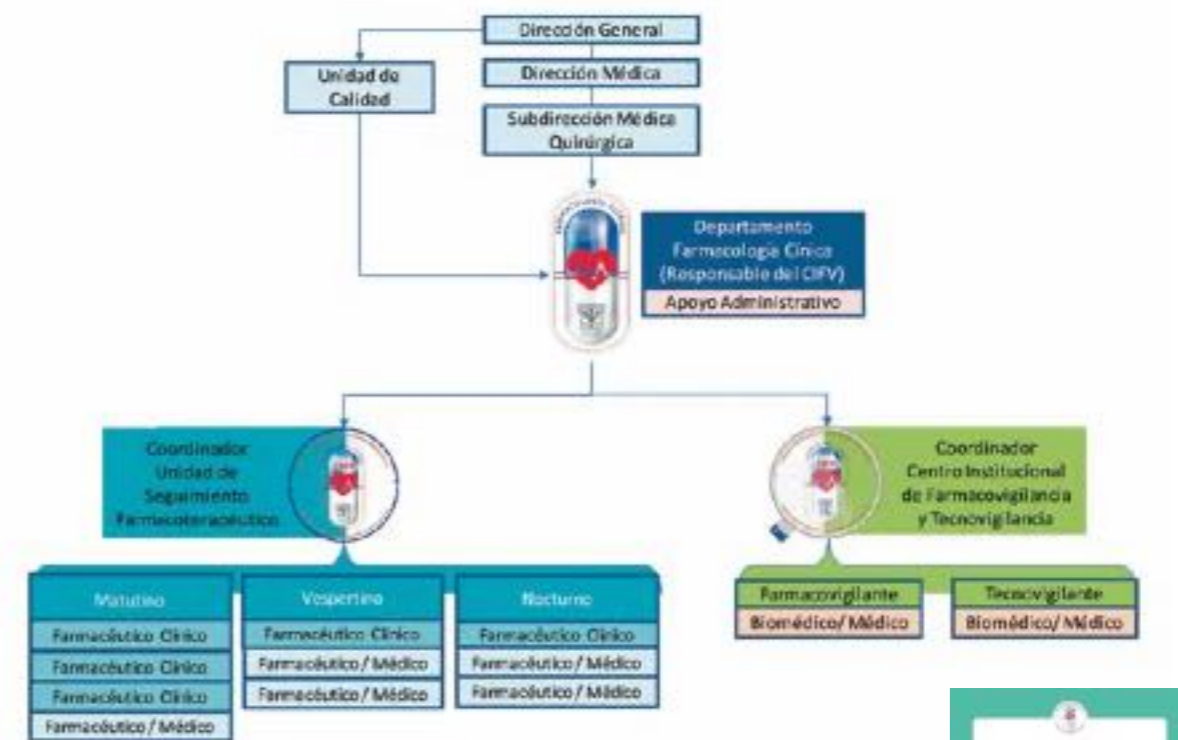 Dirección General
Unidad de
Calidad
Dirección Médica
Subdirección Médica
Quirúrgica
Departamento
Farmacología Cínica
(Responsable del CIFV)
Apoyo Administrativo
Coordinador
Unidad de
Seguimiento
Farmacoterapéutico
Coordinador
Centro Institucional
de Farmacovigilancia
y Tecnovigilancia
Matutino
Farmacéutico Clínico
Farmacéutico Clínico
Farmacéutico Clínico
Farmacéutico / Médico
Vespertino
Farmacéutico Clínico
Farmacéutico / Médico
Farmacéutico / Médico
Nocturno
Farmacéutico Clínico
Farmacéutico / Médico
Farmacéutico / Médico
Farmacovigilante
Biomédico/ Médico
Tecnovigilante
Biomédico/ Médico